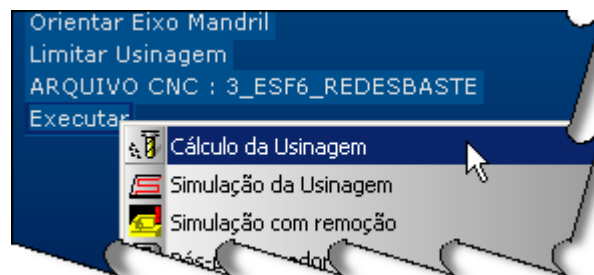 Orientar Eixo Mandril
Limitar Usinagem
ARQUIVO CNC : 3_ESF6_REDESBASTE
Executar
Cálculo da Usinagem
Simulação da Usinagem
Simulação com remoção